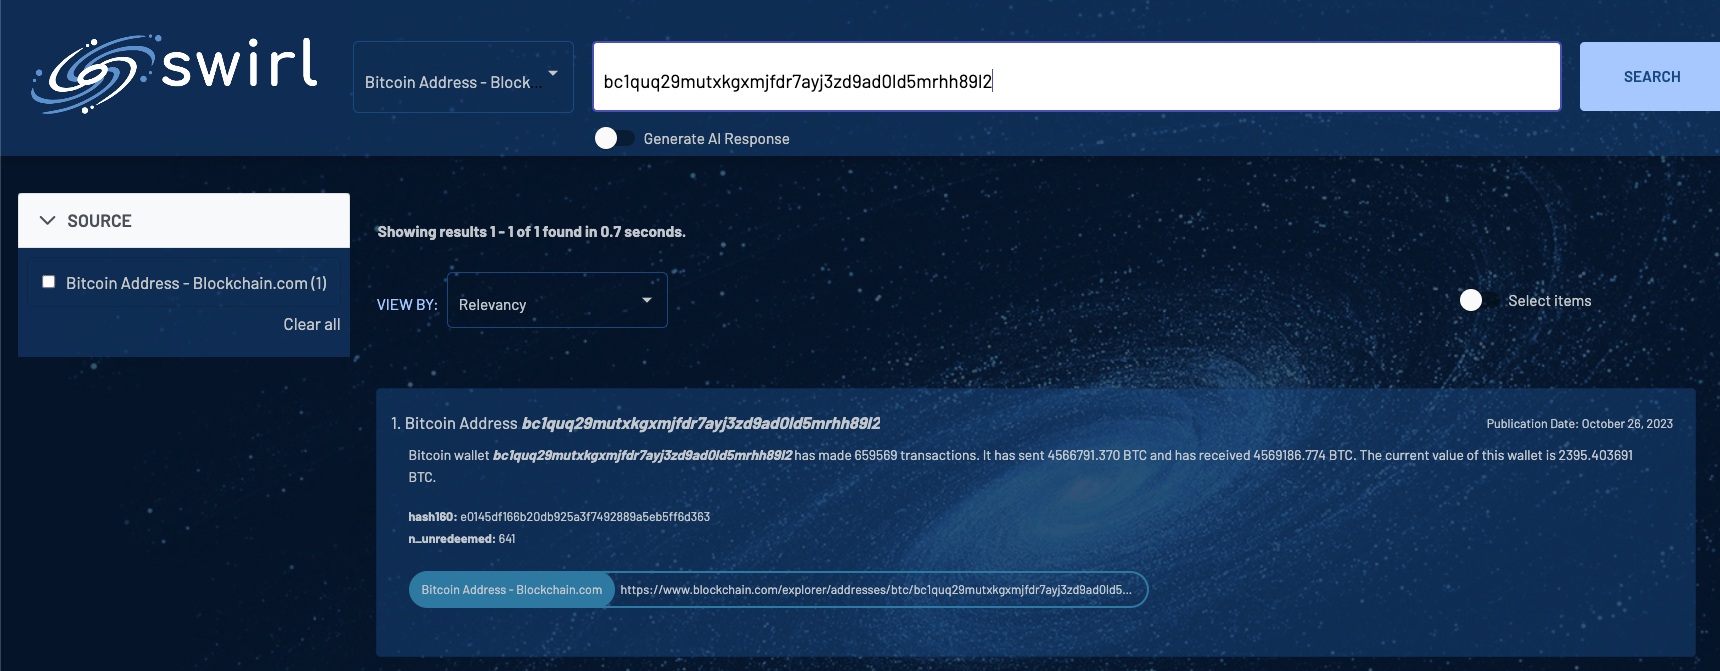 swirl
Bitcoin Address - Block...
bc1quq29mutxkgxmjfdr7ayj3zd9ad0ld5mrhh89l2
SEARCH
Generate AI Response
SOURCE
Bitcoin Address - Blockchain.com (1)
Clear all
Showing results 1 - 1 of 1 found in 0.7 seconds.
VIEW BY:
Relevancy
Select items
1. Bitcoin Address bc1quq29mutxkgxmjfdr7ayj3zd9ad0ld5mrhh89l2
Publication Date: October 26, 2023
Bitcoin wallet bc1quq29mutxkgxmjfdr7ayj3zd9ad0ld5mrhh89l2 has made 659569 transactions. It has sent 4566791.370 BTC and has received 4569186.774 BTC. The current value of this wallet is 2395.403691
BTC.
hash160: e0145df166b20db925a3f7492889a5eb5ff6d363
n_unredeemed: 641
Bitcoin Address - Blockchain.com
https://www.blockchain.com/explorer/addresses/btc/bc1quq29mutxkgxmjfdr7ayj3zd9ad0ld5...